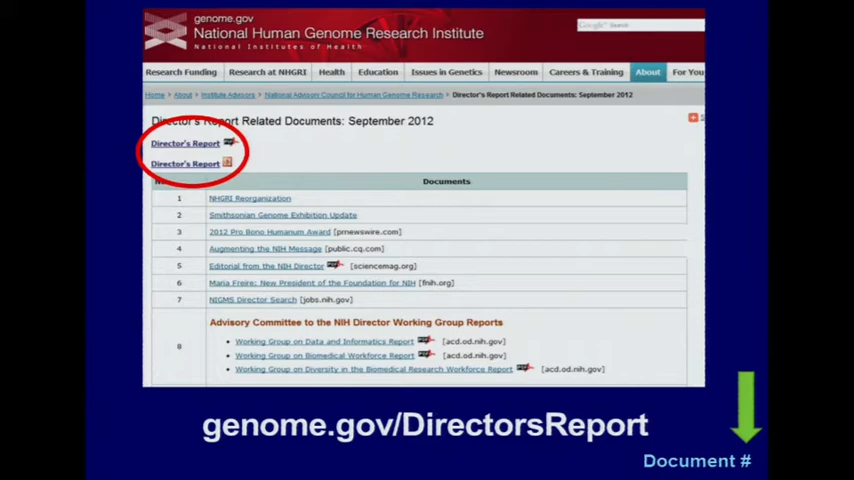 genome.gov
National Human Genome Research Institute
National Institutes of Health
Google Search
Research Funding Research at NHGRI Health Education Issues in Genetics Newsroom Careers & Training About For You
Home > About > Institute Advisors > National Advisory Council for Human Genome Research > Director's Report Related Documents: September 2012
Director's Report Related Documents: September 2012
Director's Report
Director's Report
Documents
1 NHGRI Reorganization
2 Smithsonian Genome Exhibition Update
3 2012 Pro Bono Humanum Award [prnewswire.com]
4 Augmenting the NIH Message [public.cq.com]
5 Editorial from the NIH Director [sciencemag.org]
6 Maria Freire: New President of the Foundation for NIH [fnih.org]
7 NIGMS Director Search [jobs.nih.gov]
8 Advisory Committee to the NIH Director Working Group Reports
• Working Group on Data and Informatics Report [acd.od.nih.gov]
• Working Group on Biomedical Workforce Report [acd.od.nih.gov]
• Working Group on Diversity in the Biomedical Research Workforce Report [acd.od.nih.gov]
genome.gov/DirectorsReport
Document #